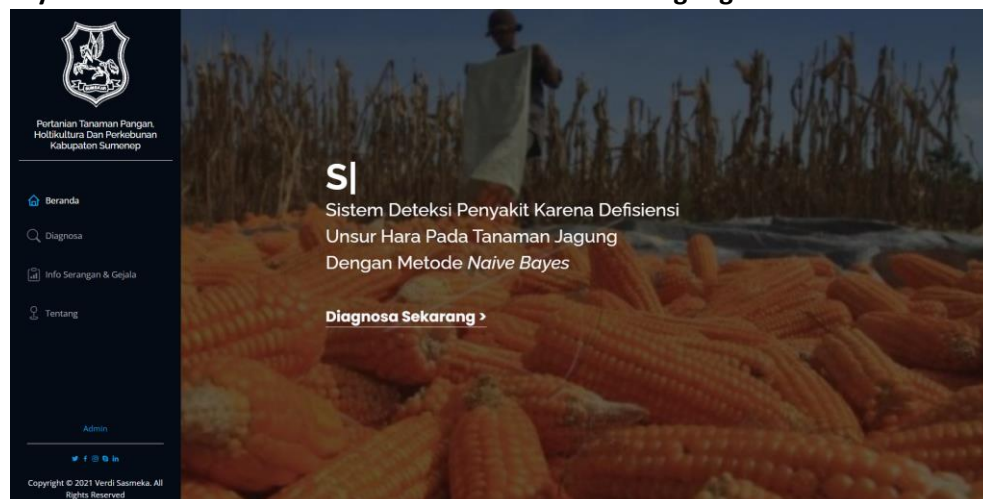 Pertanian Tanaman Pangan,
Holtikultura Dan Perkebunan
Kabupaten Sumenep
Beranda
Diagnosa
Info Serangan & Gejala
Tentang
Admin
Copyright © 2021 Verdi Sasmeka. All
Rights Reserved
S|
Sistem Deteksi Penyakit Karena Defisiensi
Unsur Hara Pada Tanaman Jagung
Dengan Metode Naive Bayes
Diagnosa Sekarang >